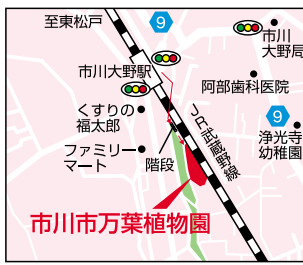 至東松戸
9
市川
大野局
市川大野駅
阿部歯科医院
くすりの
福太郎
9
浄光寺
幼稚園
ファミリー
マート
階段
JR武蔵野線
市川市万葉植物園